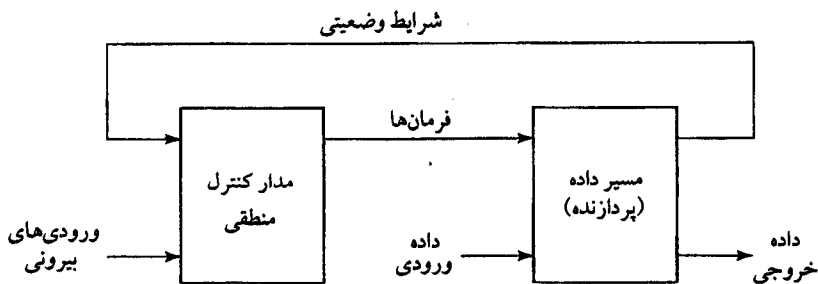 شرایط وضعیتی
فرمان‌ها
مدار کنترل
منطقی
مسیر داده
(پردازنده)
ورودی‌های
بیرونی
داده
ورودی
داده
خروجی